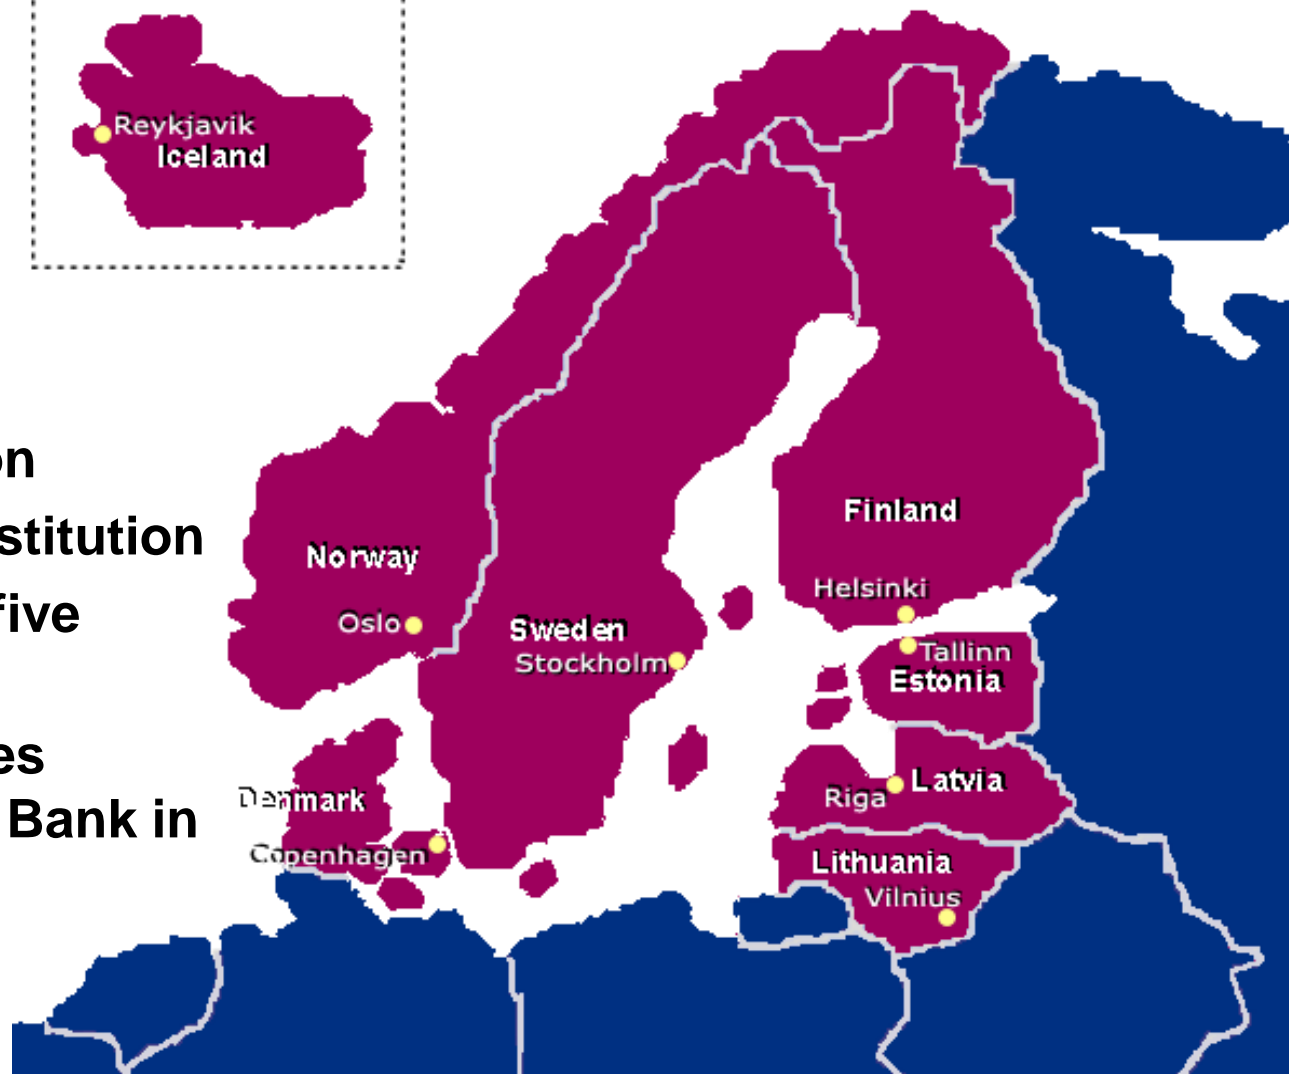 Reykjavik
Iceland
on
stitution
five
es
Bank in
Norway
Oslo
Sweden
Stockholm
Finland
Helsinki
Tallinn
Estonia
Latvia
Riga
Denmark
Copenhagen
Lithuania
Vilnius